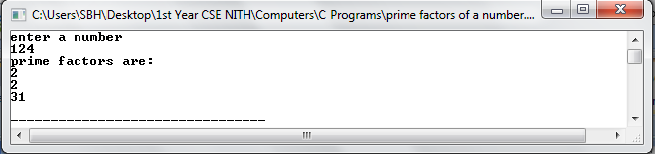 C:\Users\SBH\Desktop\1st Year CSE NITH\Computers\C Programs\prime factors of a number....
enter a number
124
prime factors are:
2
2
31
--------------------------------